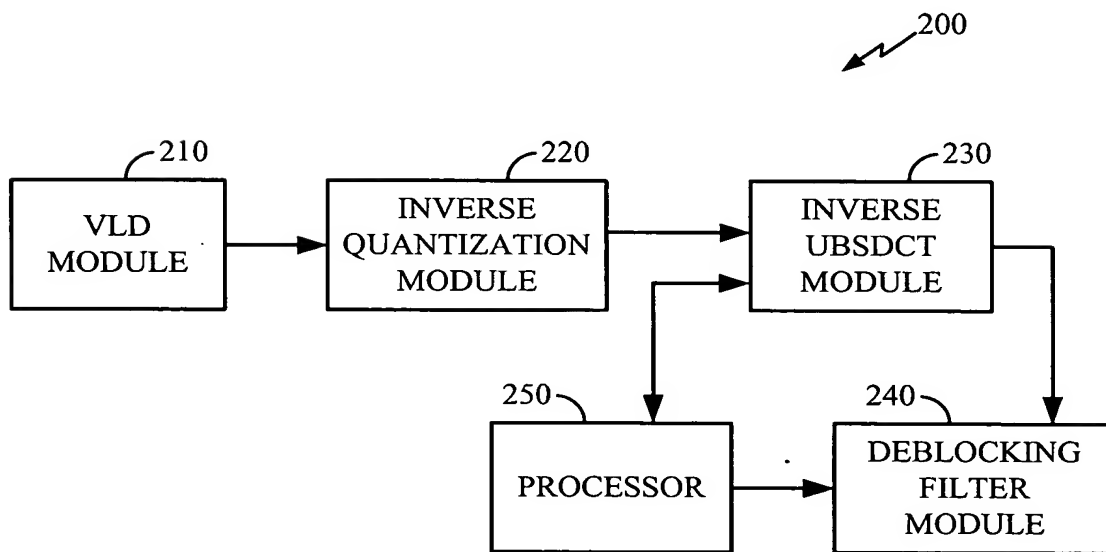 200
210
VLD
MODULE
220
INVERSE
QUANTIZATION
MODULE
230
INVERSE
UBSDCT
MODULE
250
PROCESSOR
240
DEBLOCKING
FILTER
MODULE